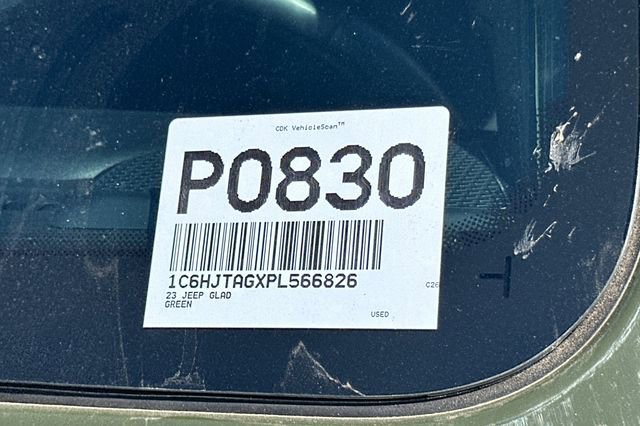 CDK VehicleScan™
P0830
1C6HJTAGXPL566826
23 JEEP GLAD
GREEN
C26
USED